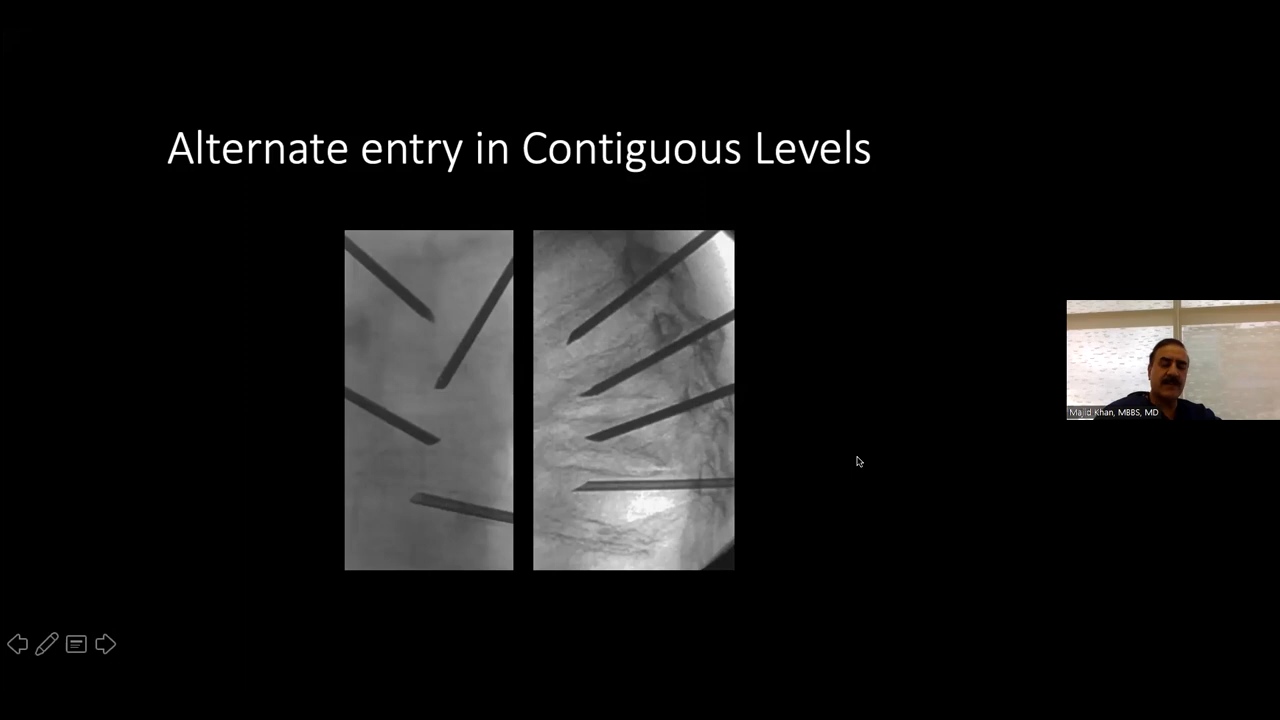 Alternate entry in Contiguous Levels
Majid Khan, MBBS, MD